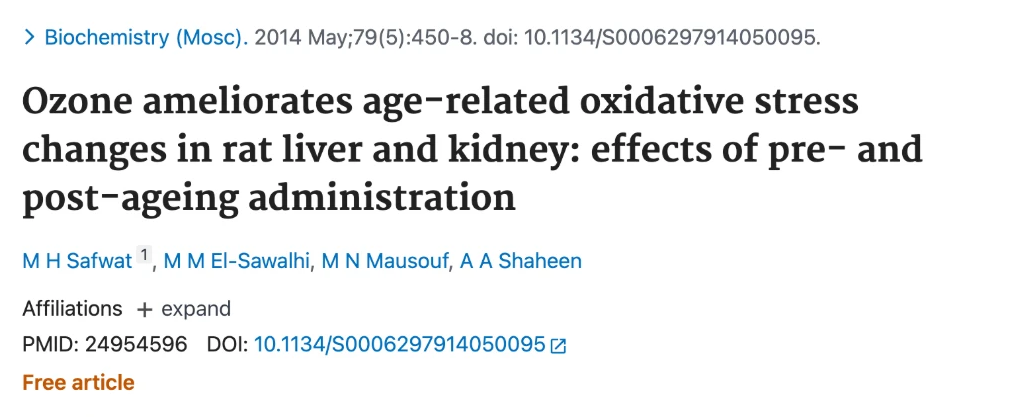 > Biochemistry (Mosc). 2014 May;79(5):450-8. doi: 10.1134/S0006297914050095.
Ozone ameliorates age-related oxidative stress
changes in rat liver and kidney: effects of pre- and
post-ageing administration
M H Safwat 1, M M El-Sawalhi, M N Mausouf, A A Shaheen
Affiliations + expand
PMID: 24954596 DOI: 10.1134/S0006297914050095
Free article